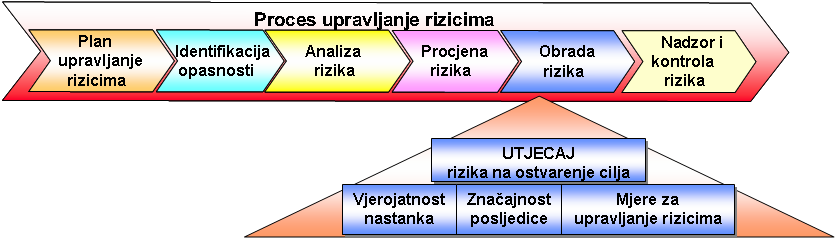 Proces upravljanje rizicima
Plan
upravljanje
rizicima
Identifikacija
opasnosti
Analiza
rizika
Procjena
rizika
Obrada
rizika
Nadzor i
kontrola
rizika
UTJECAJ
rizika na ostvarenje cilja
Vjerojatnost
nastanka
Značajnost
posljedice
Mjere za
upravljanje rizicima